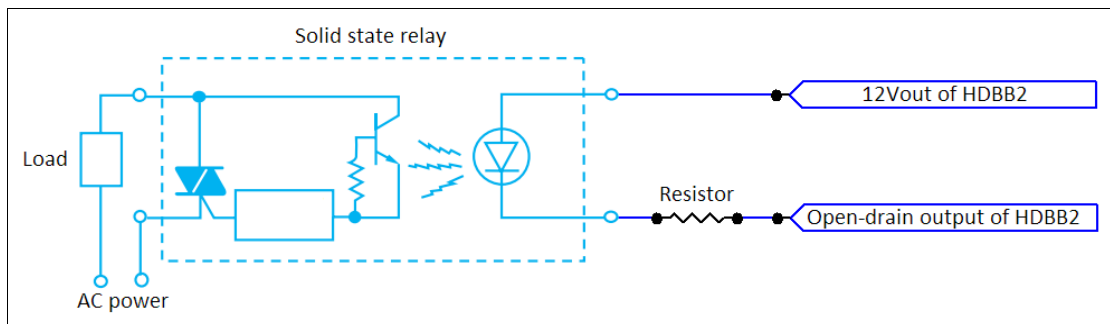 Solid state relay
12Vout of HDBB2
Load
Resistor
Open-drain output of HDBB2
AC power